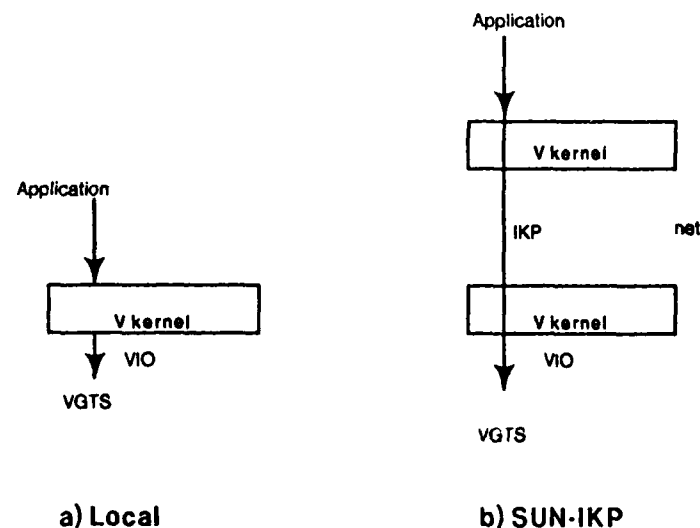 Application
V kernel
VIO
VGTS
a) Local
Application
V kernel
IKP
net
V kernel
VIO
VGTS
b) SUN-IKP